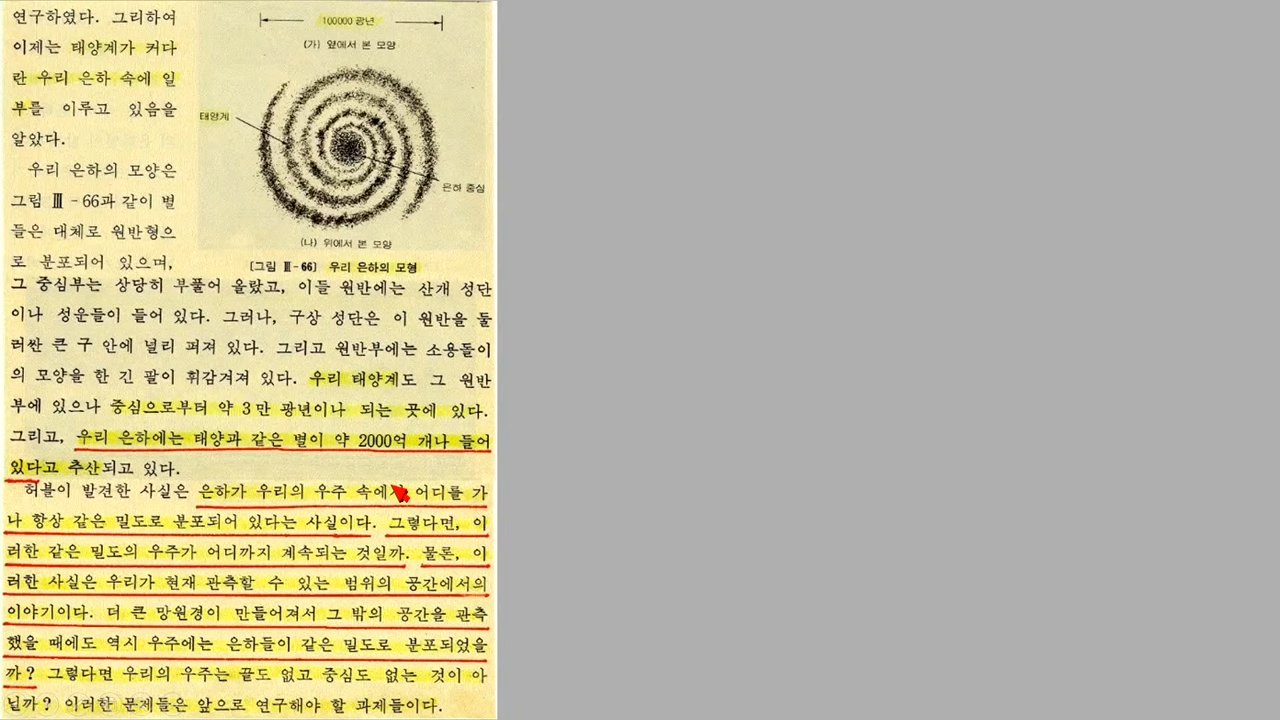 연구하였다. 그리하여
이제는 태양계가 커다
란 우리 은하 속에 일
부를 이루고 있음을
알았다.
우리 은하의 모양은
그림 Ⅲ-66과 같이 별
들은 대체로 원반형으
로 분포되어 있으며,
100000 광년
(가) 옆에서 본 모양
태양계
은하 중심
(나) 위에서 본 모양
[그림 Ⅲ-66] 우리 은하의 모형
그 중심부는 상당히 부풀어 올랐고, 이들 원반에는 산개 성단
이나 성운들이 들어 있다. 그러나, 구상 성단은 이 원반을 둘
러싼 큰 구 안에 널리 퍼져 있다. 그리고 원반부에는 소용돌이
의 모양을 한 긴 팔이 휘감겨져 있다. 우리 태양계도 그 원반
부에 있으나 중심으로부터 약 3만 광년이나 되는 곳에 있다.
그리고, 우리 은하에는 태양과 같은 별이 약 2000억 개나 들어
있다고 추산되고 있다.
허블이 발견한 사실은 은하가 우리의 우주 속에서 어디를 가
나 항상 같은 밀도로 분포되어 있다는 사실이다. 그렇다면, 이
러한 같은 밀도의 우주가 어디까지 계속되는 것일까. 물론, 이
러한 사실은 우리가 현재 관측할 수 있는 범위의 공간에서의
이야기이다. 더 큰 망원경이 만들어져서 그 밖의 공간을 관측
했을 때에도 역시 우주에는 은하들이 같은 밀도로 분포되었을
까? 그렇다면 우리의 우주는 끝도 없고 중심도 없는 것이 아
닐까? 이러한 문제들은 앞으로 연구해야 할 과제들이다.